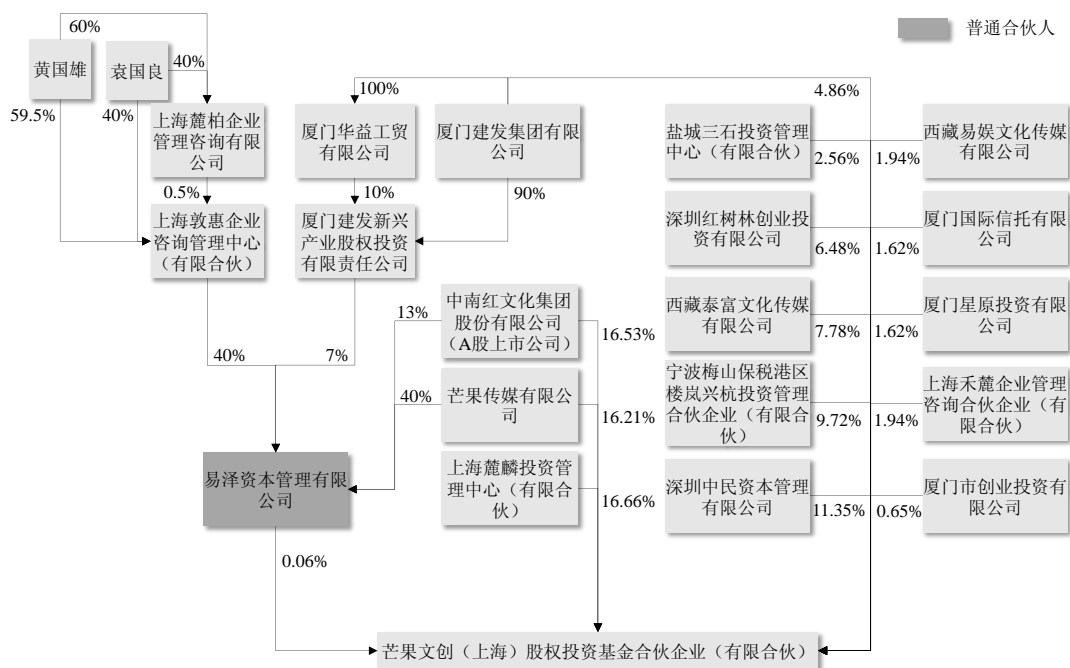 60%
普通合伙人
黄国雄
袁国良
40%
59.5%
40%
100%
4.86%
上海麓柏企业
管理咨询有限
公司
厦门华益工贸
有限公司
厦门建发集团有限
公司
盐城三石投资管理
中心（有限合伙）
2.56%
1.94%
西藏易娱文化传媒
有限公司
0.5%
10%
90%
上海敦惠企业
咨询管理中心
（有限合伙）
厦门建发新兴
产业股权投资
有限责任公司
深圳红树林创业投
资有限公司
6.48%
1.62%
厦门国际信托有限
公司
13%
中南红文化集团
股份有限公司
（A股上市公司）
16.53%
西藏泰富文化传媒
有限公司
7.78%
1.62%
厦门星原投资有限
公司
40%
7%
40%
芒果传媒有限公
司
16.21%
宁波梅山保税港区
楼岚兴杭投资管理
合伙企业（有限合
伙）
9.72%
1.94%
上海禾麓企业管理
咨询合伙企业（有
限合伙）
易泽资本管理有限
公司
上海麓麟投资管
理中心（有限合
伙）
16.66%
深圳中民资本管理
有限公司
11.35%
0.65%
厦门市创业投资有
限公司
0.06%
芒果文创（上海）股权投资基金合伙企业（有限合伙）